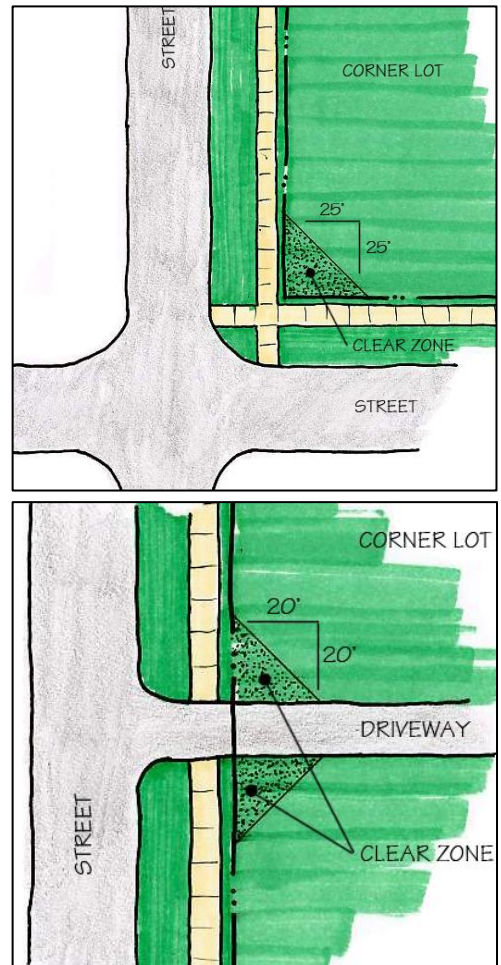 STREET
CORNER LOT
25'
25'
CLEAR ZONE
STREET
CORNER LOT
20'
20'
DRIVEWAY
STREET
CLEAR ZONE